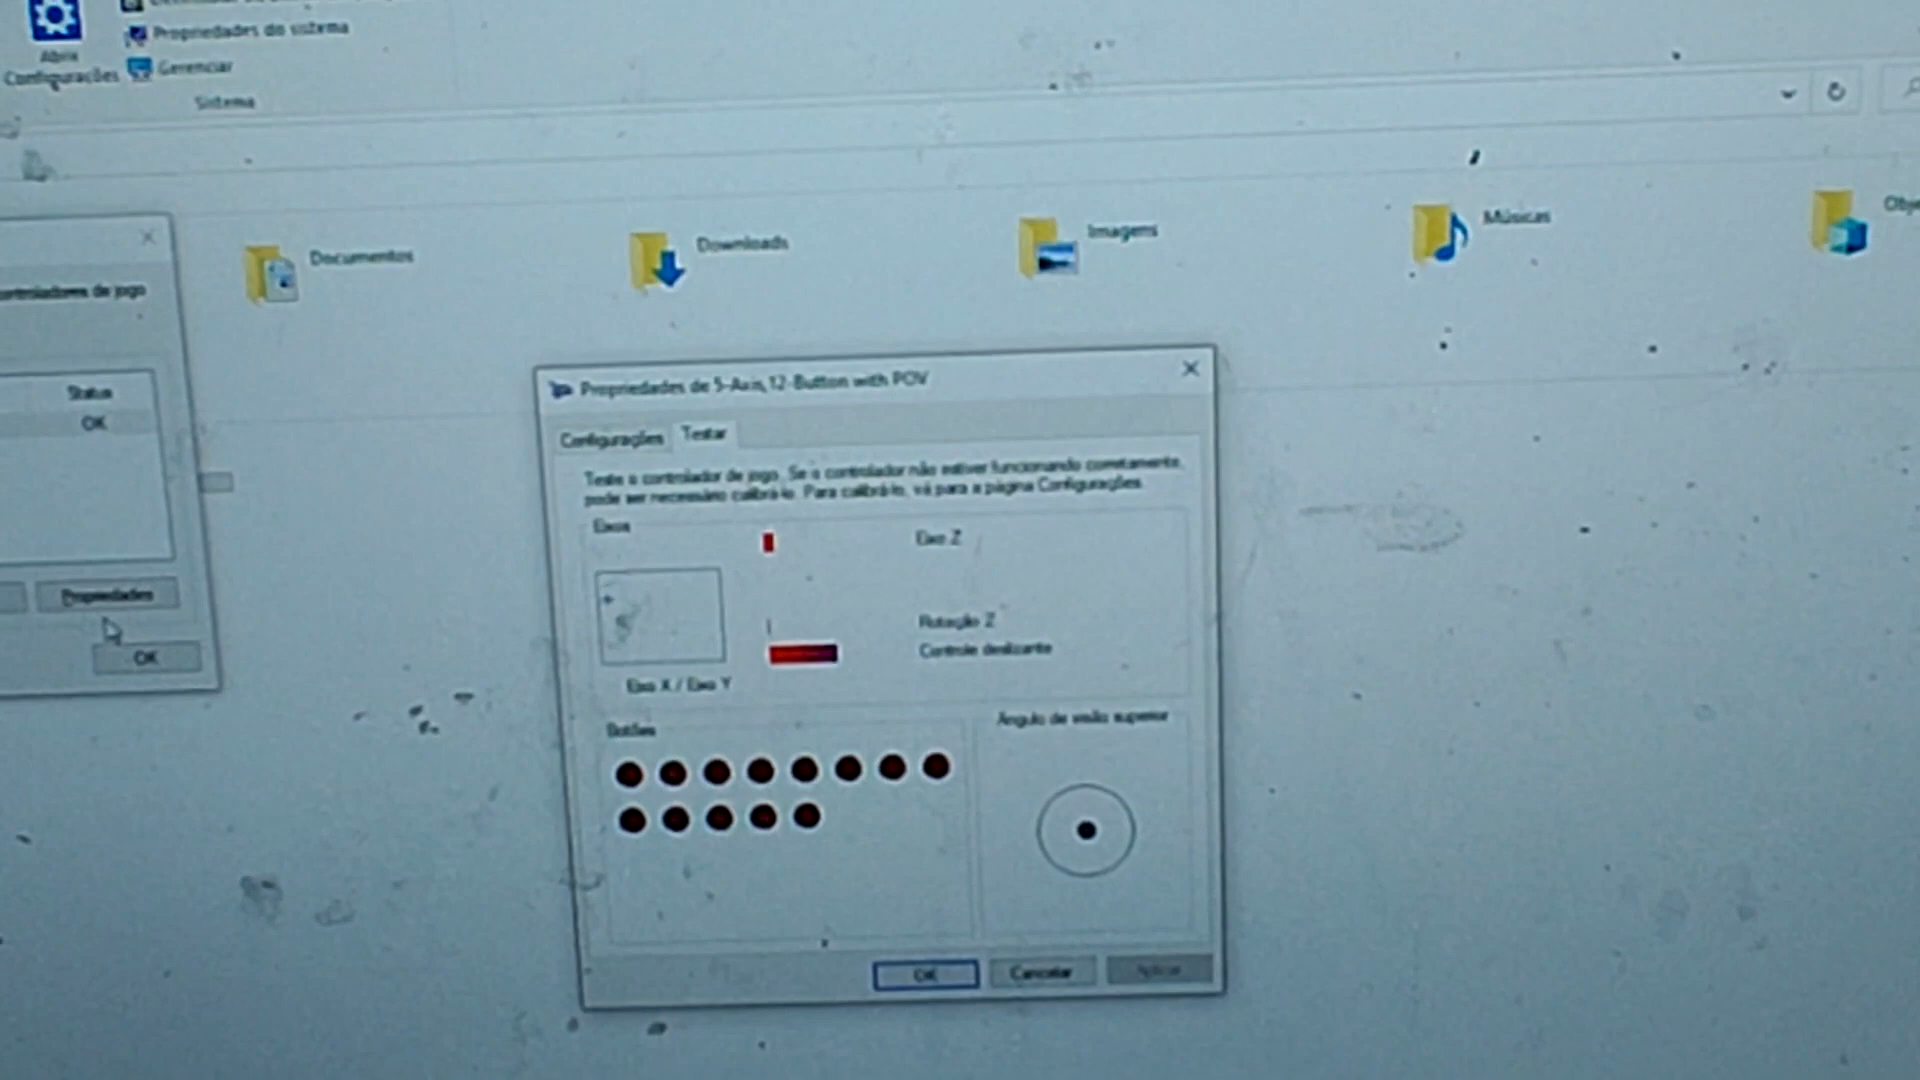 Propriedades do sistema
Abrir
Configurações
Gerenciar
Sistema
Documentos
Downloads
Imagens
Músicas
Obje
ontroladores de jogo
Status
OK
Propriedades
OK
Propriedades de 5-Axis,12-Button with POV
Configurações
Testar
Teste o controlador de jogo. Se o controlador não estiver funcionando corretamente,
pode ser necessário calibrá-lo. Para calibrá-lo, vá para a página Configurações.
Eixos
Eixo Z
Rotação Z
Controle deslizante
Eixo X / Eixo Y
Botões
Ângulo de visão superior
OK
Cancelar
Aplicar